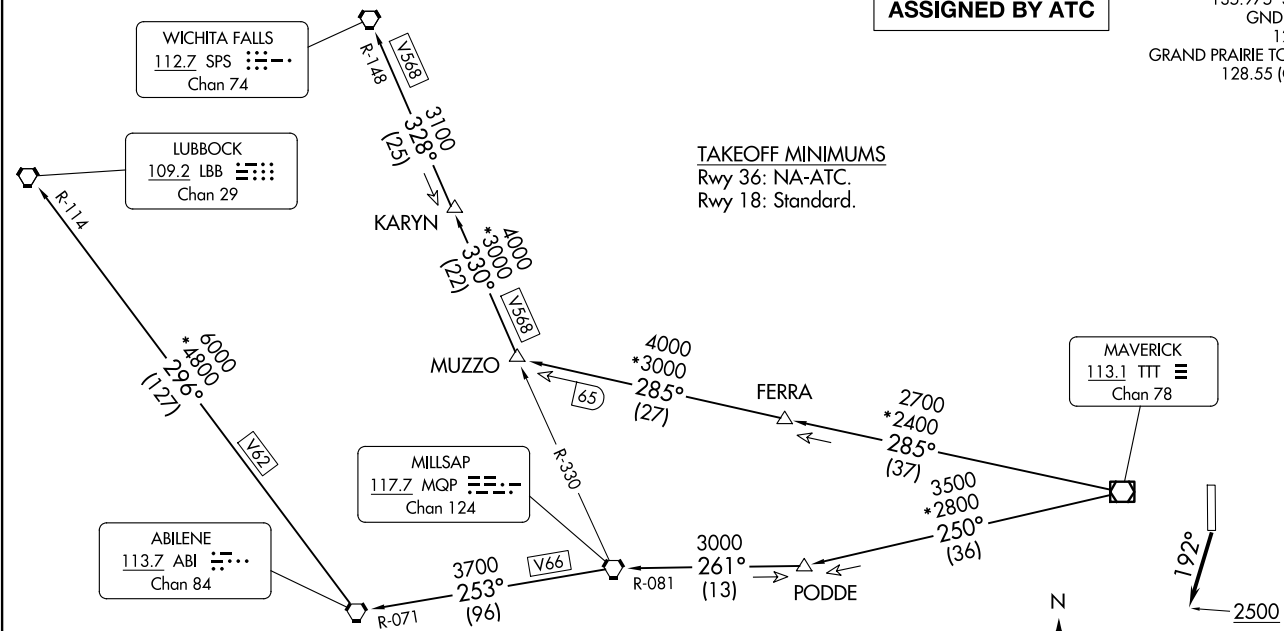 ASSIGNED BY ATC
GND
GRAND PRAIRIE TO
128.55 (
WICHITA FALLS
112.7 SPS
Chan 74
R-148
V568
3100
328°
(25)
LUBBOCK
109.2 LBB
Chan 29
R-114
KARYN
TAKEOFF MINIMUMS
Rwy 36: NA-ATC.
Rwy 18: Standard.
4000
*3000
330°
(22)
V568
MUZZO
6000
*4800
296°
(127)
V62
4000
*3000
285°
(27)
65
FERRA
2700
*2400
285°
(37)
MAVERICK
113.1 TTT
Chan 78
R-330
MILLSAP
117.7 MQP
Chan 124
3500
*2800
250°
(36)
ABILENE
113.7 ABI
Chan 84
3700
253°
(96)
V66
R-071
R-081
3000
261°
(13)
PODDE
192°
N
2500